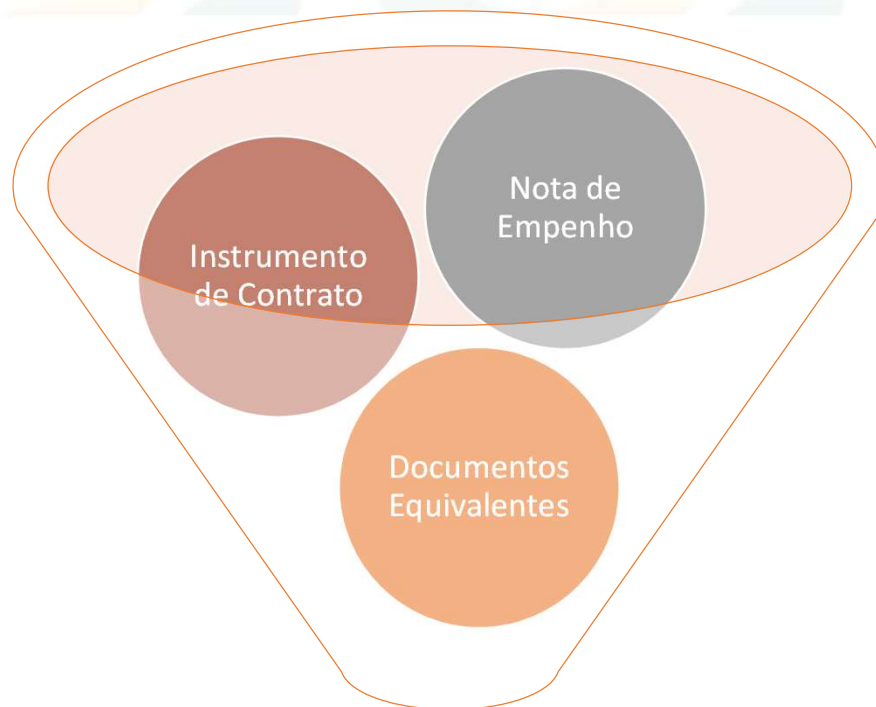 Nota de
Empenho
Instrumento
de Contrato
Documentos
Equivalentes